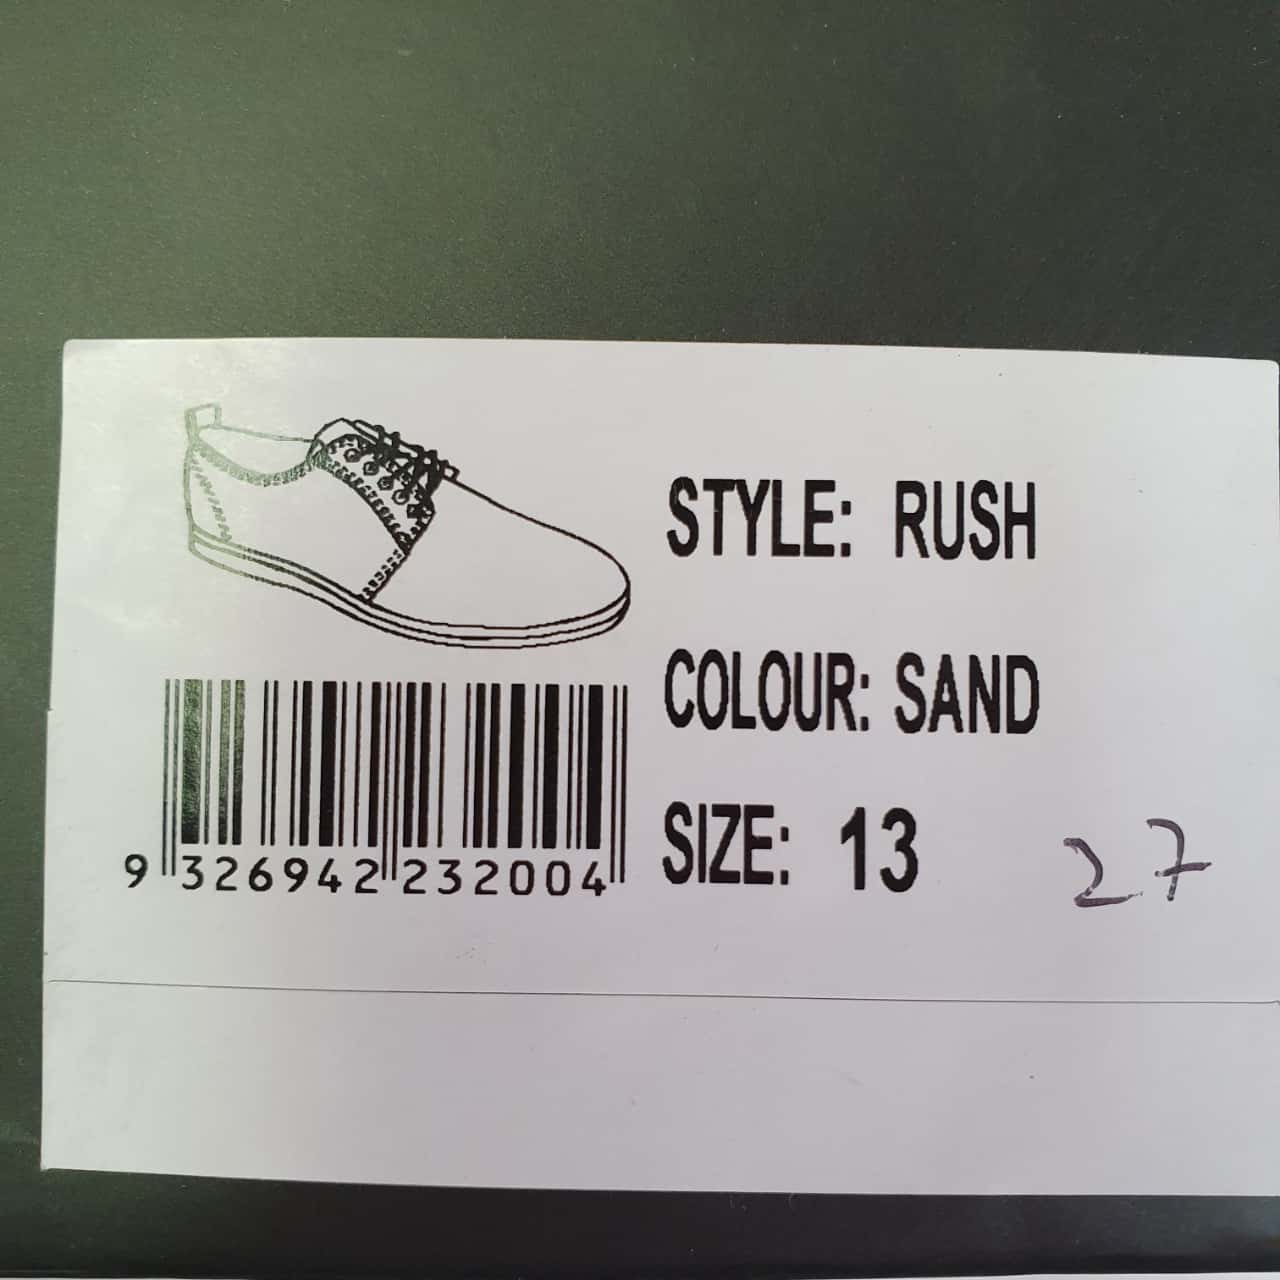 STYLE: RUSH
COLOUR: SAND
SIZE: 13
27
9 326942 232004